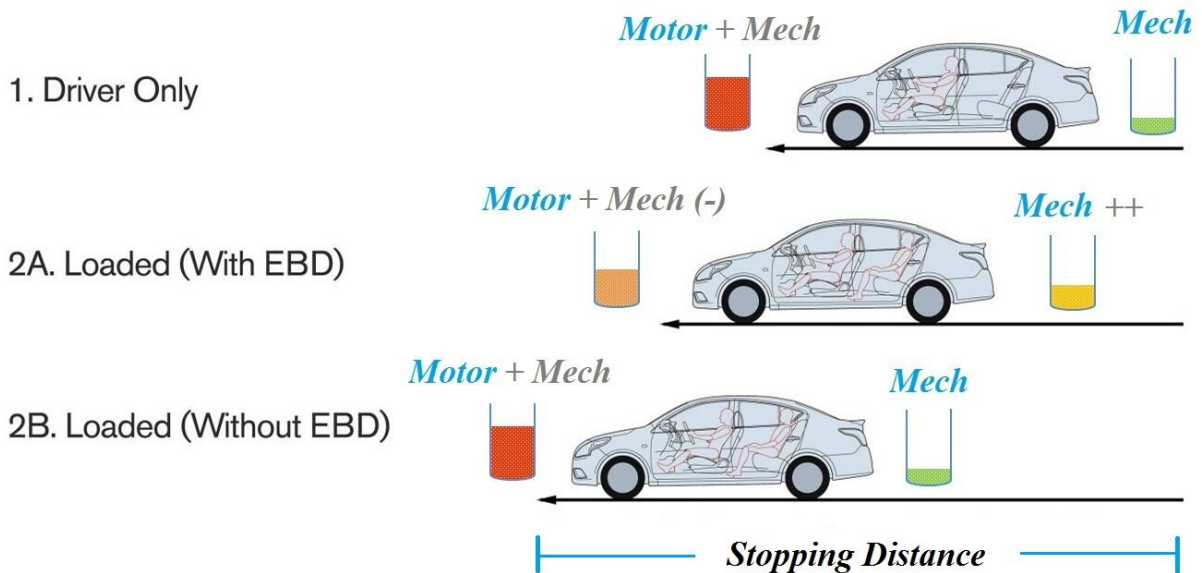 Motor + Mech
Mech
1. Driver Only
Motor + Mech (-)
Mech ++
2A. Loaded (With EBD)
Motor + Mech
Mech
2B. Loaded (Without EBD)
Stopping Distance